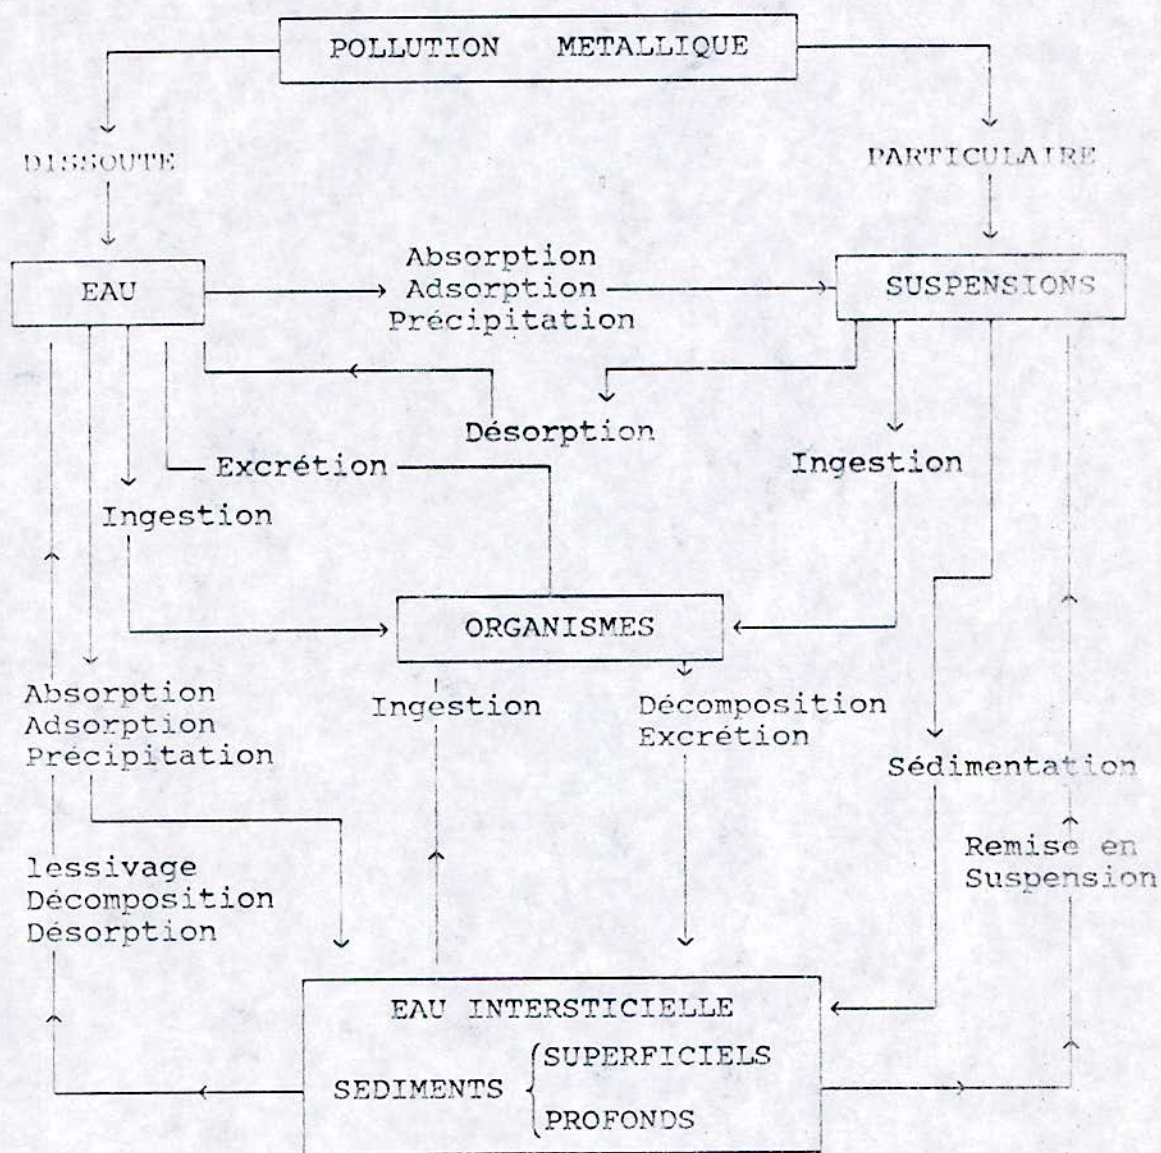 POLLUTION METALLIQUE
DISSOUTE
PARTICULAIRE
EAU
Absorption
Adsorption
Précipitation
SUSPENSIONS
Désorption
Excrétion
Ingestion
Ingestion
ORGANISMES
Absorption
Adsorption
Précipitation
Ingestion
Décomposition
Excrétion
Sédimentation
lessivage
Décomposition
Désorption
Remise en
Suspension
EAU INTERSTICIELLE
SEDIMENTS
SUPERFICIELS
PROFONDS